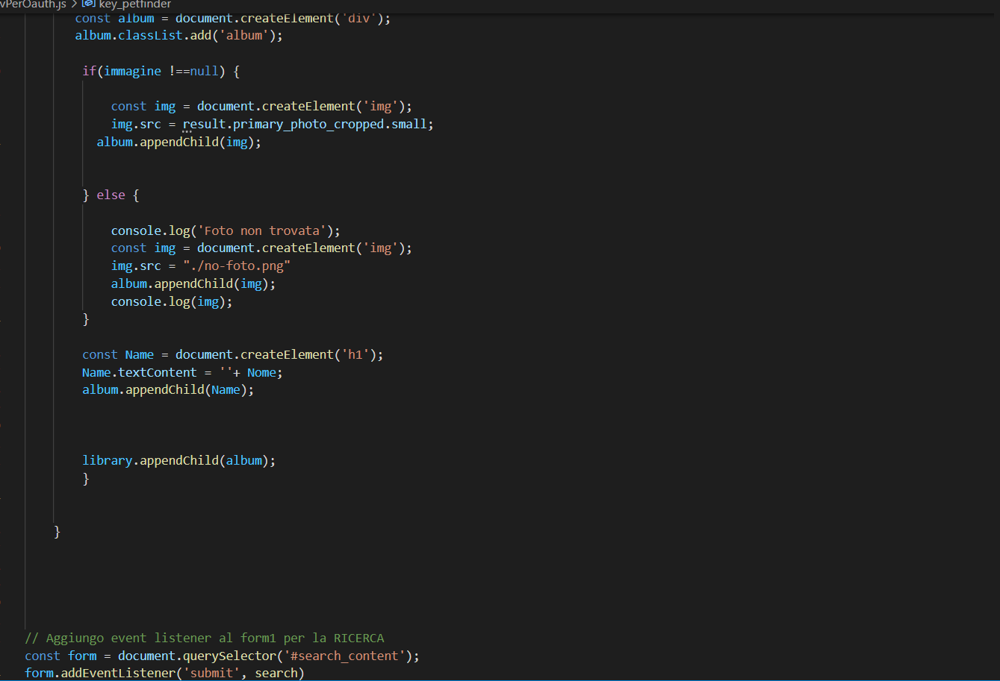 vPerOauth.js > key_petfinder
const album = document.createElement('div');
album.classList.add('album');
if(immagine !==null) {
const img = document.createElement('img');
img.src = result.primary_photo_cropped.small;
album.appendChild(img);
} else {
console.log('Foto non trovata');
const img = document.createElement('img');
img.src = "./no-foto.png"
album.appendChild(img);
console.log(img);
}
const Name = document.createElement('h1');
Name.textContent = ''+ Nome;
album.appendChild(Name);
library.appendChild(album);
}
}
// Aggiungo event listener al form1 per la RICERCA
const form = document.querySelector('#search_content');
form.addEventListener('submit', search)